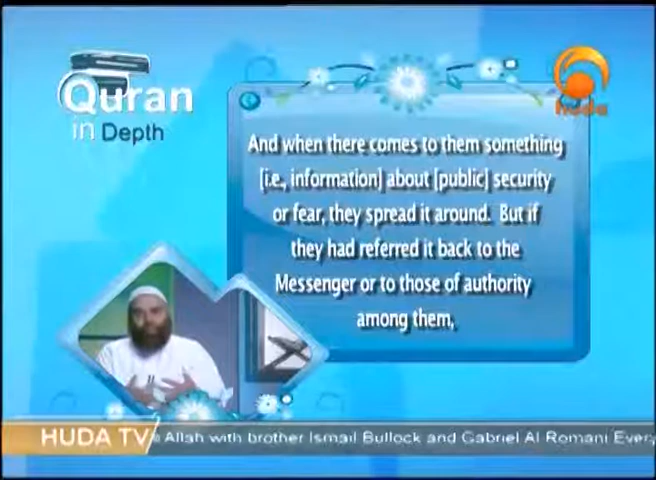 Quran
in Depth
huda
And when there comes to them something
[i.e., information] about [public] security
or fear, they spread it around. But if
they had referred it back to the
Messenger or to those of authority
among them,
HUDA TV
Allah with brother Ismail Bullock and Gabriel Al Romani Every